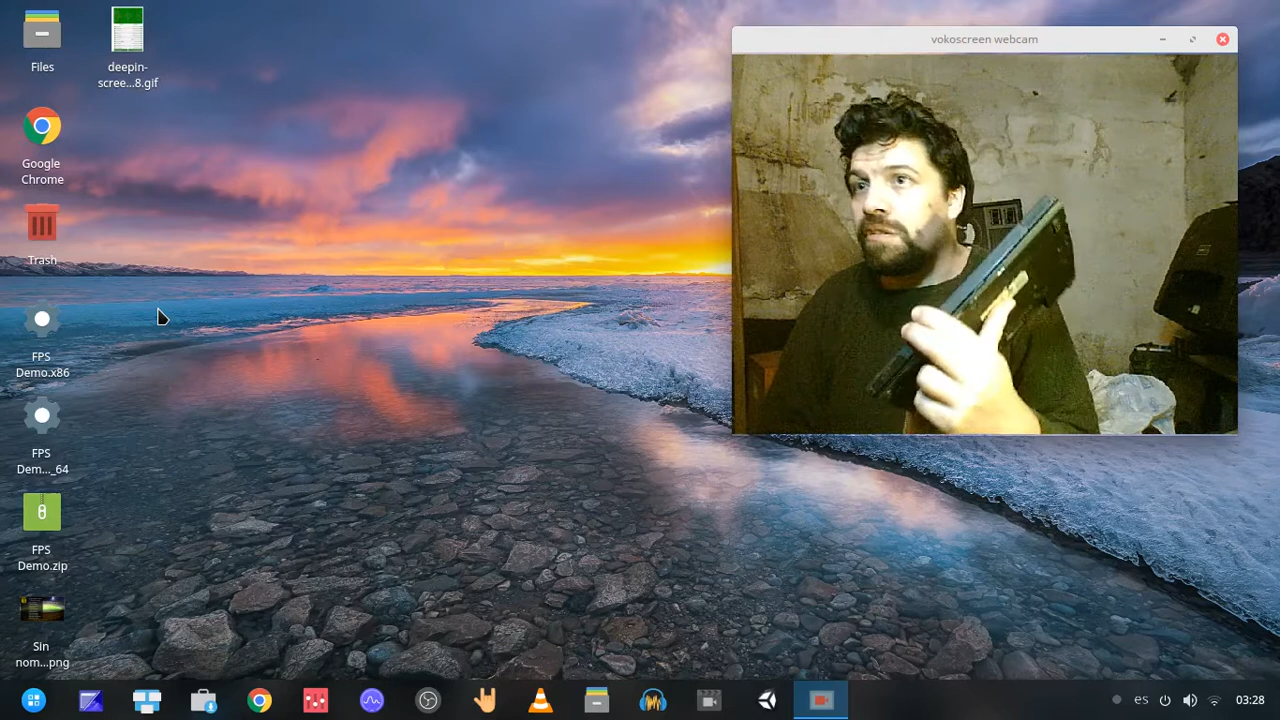 Files
deepin-
scree...8.gif
vokoscreen webcam
Google
Chrome
Trash
FPS
Demo.x86
FPS
Dem..._64
FPS
Demo.zip
Sin
nom...png
es
03:28